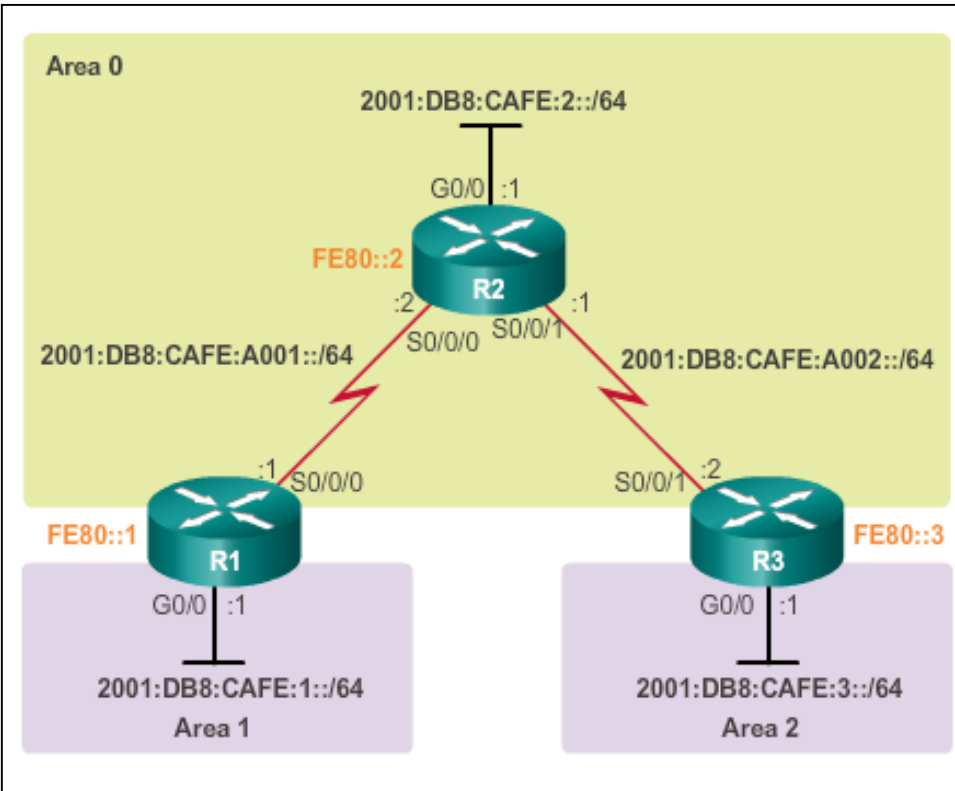 Area 0
2001:DB8:CAFE:2::/64
G0/0 :1
FE80::2
R2
:2
:1
S0/0/0
S0/0/1
2001:DB8:CAFE:A001::/64
2001:DB8:CAFE:A002::/64
:1
S0/0/0
S0/0/1
:2
FE80::1
R1
R3
FE80::3
G0/0 :1
G0/0 :1
2001:DB8:CAFE:1::/64
2001:DB8:CAFE:3::/64
Area 1
Area 2